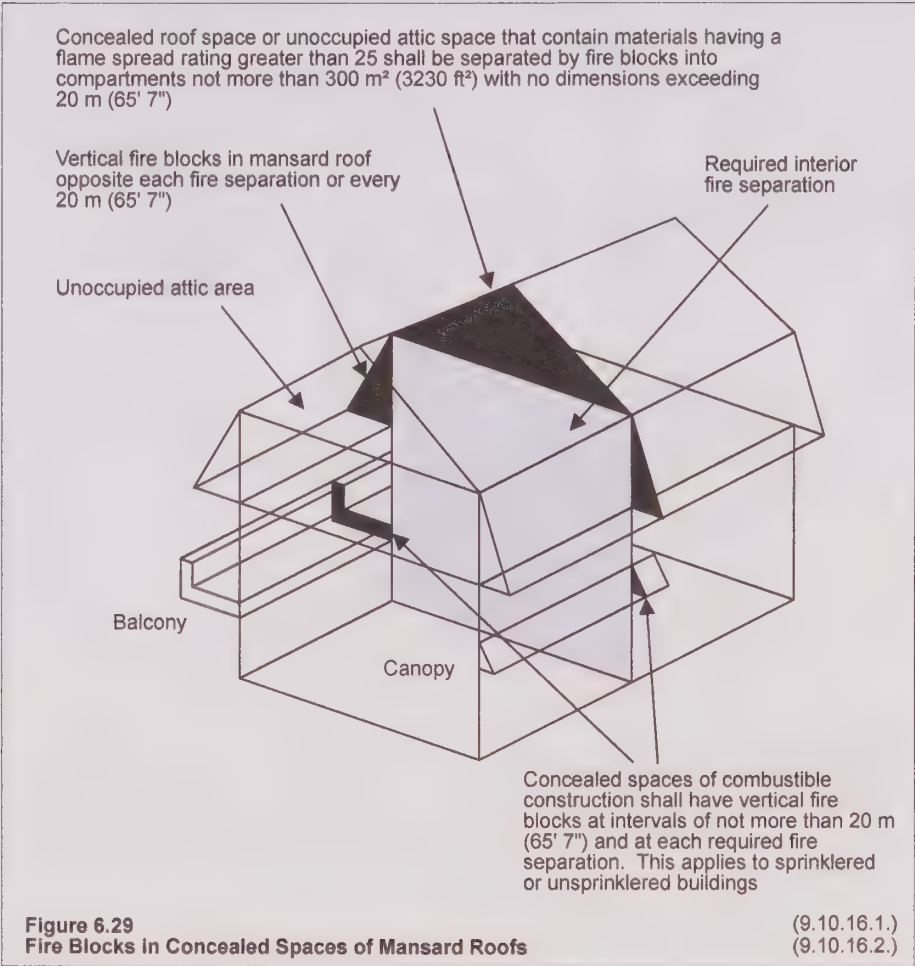 Concealed roof space or unoccupied attic space that contain materials having a
flame spread rating greater than 25 shall be separated by fire blocks into
compartments not more than 300 m² (3230 ft²) with no dimensions exceeding
20 m (65' 7")
Vertical fire blocks in mansard roof
opposite each fire separation or every
20 m (65' 7")
Required interior
fire separation
Unoccupied attic area
Balcony
Canopy
Concealed spaces of combustible
construction shall have vertical fire
blocks at intervals of not more than 20 m
(65' 7") and at each required fire
separation. This applies to sprinklered
or unsprinklered buildings
Figure 6.29
Fire Blocks in Concealed Spaces of Mansard Roofs
(9.10.16.1.)
(9.10.16.2.)